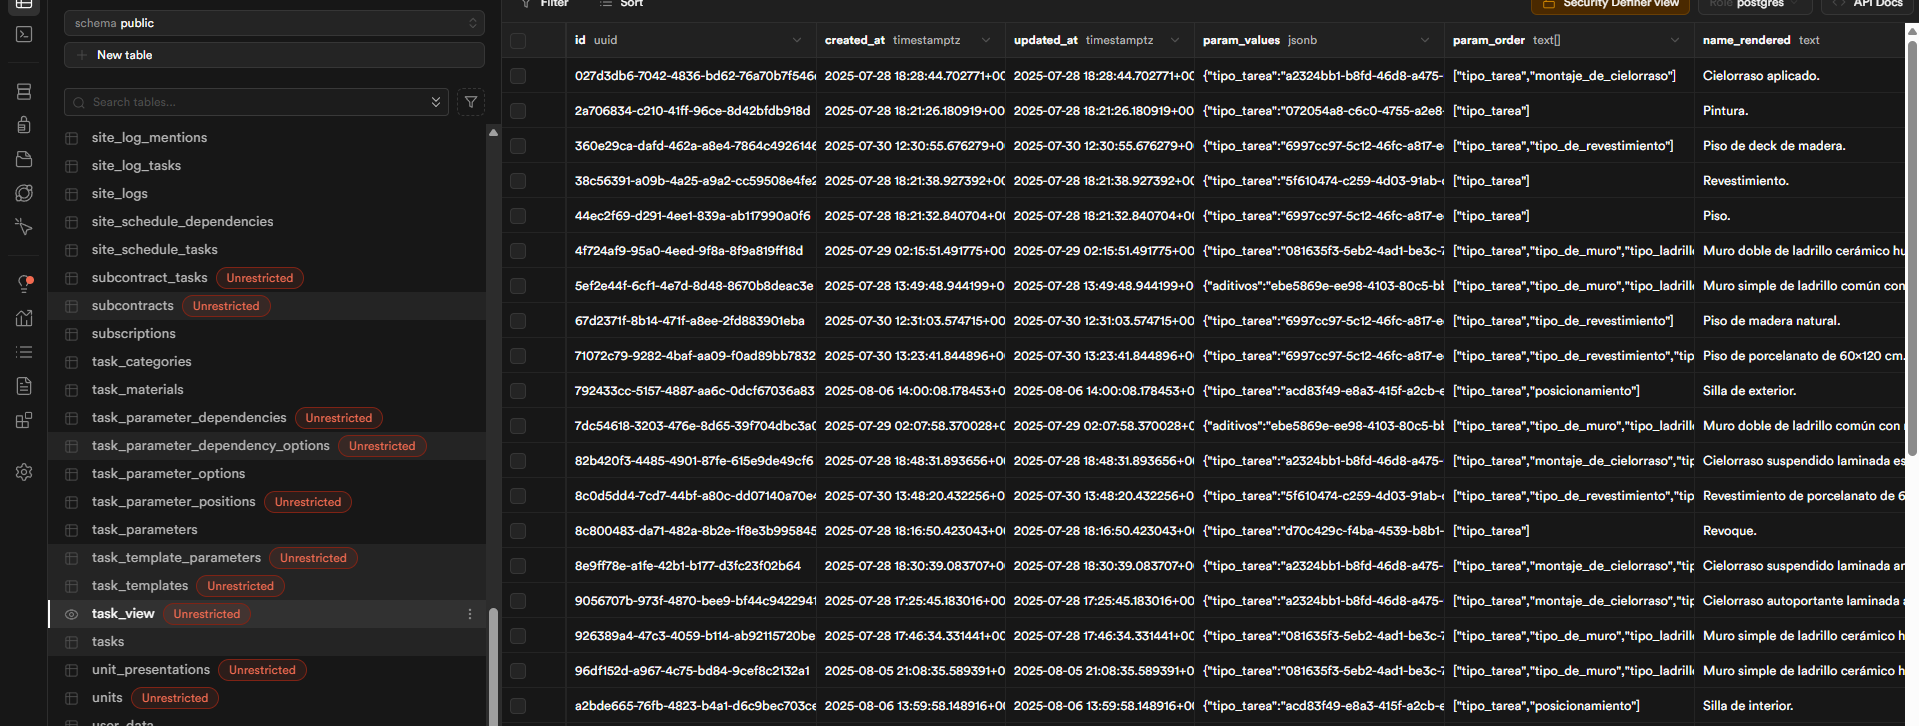 Filter Sort Security Definer view Role postgres API Docs
schema public
New table
Search tables...
site_log_mentions
site_log_tasks
site_logs
site_schedule_dependencies
site_schedule_tasks
subcontract_tasks Unrestricted
subcontracts Unrestricted
subscriptions
task_categories
task_materials
task_parameter_dependencies Unrestricted
task_parameter_dependency_options Unrestricted
task_parameter_options
task_parameter_positions Unrestricted
task_parameters
task_template_parameters Unrestricted
task_templates Unrestricted
task_view Unrestricted
tasks
unit_presentations Unrestricted
units Unrestricted
user_data
id uuid created_at timestamptz updated_at timestamptz param_values jsonb param_order text[] name_rendered text
027d3db6-7042-4836-bd62-76a70b7f546 2025-07-28 18:28:44.702771+00 2025-07-28 18:28:44.702771+00 {"tipo_tarea":"a2324bb1-b8fd-46d8-a475- ["tipo_tarea","montaje_de_cielorraso"] Cielorraso aplicado.
2a706834-c210-41ff-96ce-8d42bfdb918d 2025-07-28 18:21:26.180919+00 2025-07-28 18:21:26.180919+00 {"tipo_tarea":"072054a8-c6c0-4755-a2e8- ["tipo_tarea"] Pintura.
360e29ca-dafd-462a-a8e4-7864c4926146 2025-07-30 12:30:55.676279+00 2025-07-30 12:30:55.676279+00 {"tipo_tarea":"6997cc97-5c12-46fc-a817- ["tipo_tarea","tipo_de_revestimiento"] Piso de deck de madera.
38c56391-a09b-4a25-a9a2-cc59508e4fe2 2025-07-28 18:21:38.927392+00 2025-07-28 18:21:38.927392+00 {"tipo_tarea":"5f610474-c259-4d03-91ab- ["tipo_tarea"] Revestimiento.
44ec2f69-d291-4ee1-839a-ab117990a0f6 2025-07-28 18:21:32.840704+00 2025-07-28 18:21:32.840704+00 {"tipo_tarea":"6997cc97-5c12-46fc-a817- ["tipo_tarea"] Piso.
4f724af9-95a0-4eed-9f8a-8f9a819ff18d 2025-07-29 02:15:51.491775+00 2025-07-29 02:15:51.491775+00 {"tipo_tarea":"081635f3-5eb2-4ad1-be3c- ["tipo_tarea","tipo_de_muro","tipo_ladrill Muro doble de ladrillo cerámico hu
5ef2e44f-6cf1-4e7d-8d48-8670b8deac3e 2025-07-28 13:49:48.944199+0 2025-07-28 13:49:48.944199+0 {"aditivos":"ebe5869e-ee98-4103-80c5-bb ["tipo_tarea","tipo_de_muro","tipo_ladrill Muro simple de ladrillo común con
67d2371f-8b14-471f-a8ee-2fd883901eba 2025-07-30 12:31:03.574715+00 2025-07-30 12:31:03.574715+00 {"tipo_tarea":"6997cc97-5c12-46fc-a817- ["tipo_tarea","tipo_de_revestimiento"] Piso de madera natural.
71072c79-9282-4baf-aa09-f0ad89bb7832 2025-07-30 13:23:41.844896+00 2025-07-30 13:23:41.844896+00 {"tipo_tarea":"6997cc97-5c12-46fc-a817- ["tipo_tarea","tipo_de_revestimiento","tip Piso de porcelanato de 60×120 cm.
792433cc-5157-4887-aa6c-0dcf67036a83 2025-08-06 14:00:08.178453+0 2025-08-06 14:00:08.178453+0 {"tipo_tarea":"acd83f49-e8a3-415f-a2cb- ["tipo_tarea","posicionamiento"] Silla de exterior.
7dc54618-3203-476e-8d65-39f704dbc3a0 2025-07-29 02:07:58.370028+0 2025-07-29 02:07:58.370028+0 {"aditivos":"ebe5869e-ee98-4103-80c5-bb ["tipo_tarea","tipo_de_muro","tipo_ladrill Muro doble de ladrillo común con
82b420f3-4485-4901-87fe-615e9de49cf6 2025-07-28 18:48:31.893656+0 2025-07-28 18:48:31.893656+0 {"tipo_tarea":"a2324bb1-b8fd-46d8-a475- ["tipo_tarea","montaje_de_cielorraso","tip Cielorraso suspendido laminada es
8c0d5dd4-7cd7-44bf-a80c-dd07140a70e4 2025-07-30 13:48:20.432256+0 2025-07-30 13:48:20.432256+00 {"tipo_tarea":"5f610474-c259-4d03-91ab- ["tipo_tarea","tipo_de_revestimiento","tip Revestimiento de porcelanato de 6
8c800483-da71-482a-8b2e-1f8e3b995845 2025-07-28 18:16:50.423043+00 2025-07-28 18:16:50.423043+00 {"tipo_tarea":"d70c429c-f4ba-4539-b8b1- ["tipo_tarea"] Revoque.
8e9ff78e-a1fe-42b1-b177-d3fc23f02b64 2025-07-28 18:30:39.083707+00 2025-07-28 18:30:39.083707+00 {"tipo_tarea":"a2324bb1-b8fd-46d8-a475- ["tipo_tarea","montaje_de_cielorraso","tip Cielorraso suspendido laminada ar
9056707b-973f-4870-bee9-bf44c9422941 2025-07-28 17:25:45.183016+00 2025-07-28 17:25:45.183016+00 {"tipo_tarea":"a2324bb1-b8fd-46d8-a475- ["tipo_tarea","montaje_de_cielorraso","tip Cielorraso autoportante laminada
926389a4-47c3-4059-b114-ab92115720be 2025-07-28 17:46:34.331441+00 2025-07-28 17:46:34.331441+00 {"tipo_tarea":"081635f3-5eb2-4ad1-be3c- ["tipo_tarea","tipo_de_muro","tipo_ladrill Muro simple de ladrillo cerámico h
96df152d-a967-4c75-bd84-9cef8c2132a1 2025-08-05 21:08:35.589391+0 2025-08-05 21:08:35.589391+0 {"tipo_tarea":"081635f3-5eb2-4ad1-be3c- ["tipo_tarea","tipo_de_muro","tipo_ladrill Muro simple de ladrillo cerámico h
a2bde665-76fb-4823-b4a1-d6c9bec703ce 2025-08-06 13:59:58.148916+0 2025-08-06 13:59:58.148916+0 {"tipo_tarea":"acd83f49-e8a3-415f-a2cb- ["tipo_tarea","posicionamiento"] Silla de interior.